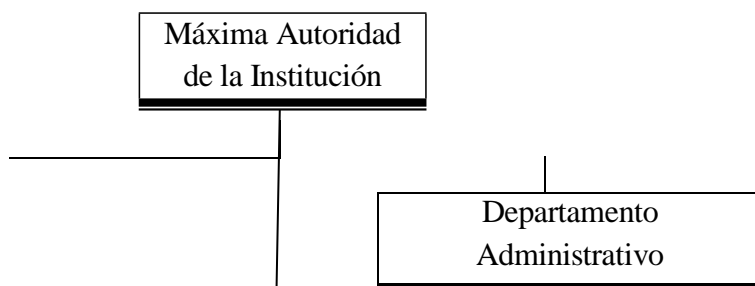 Máxima Autoridad
de la Institución
Departamento
Administrativo